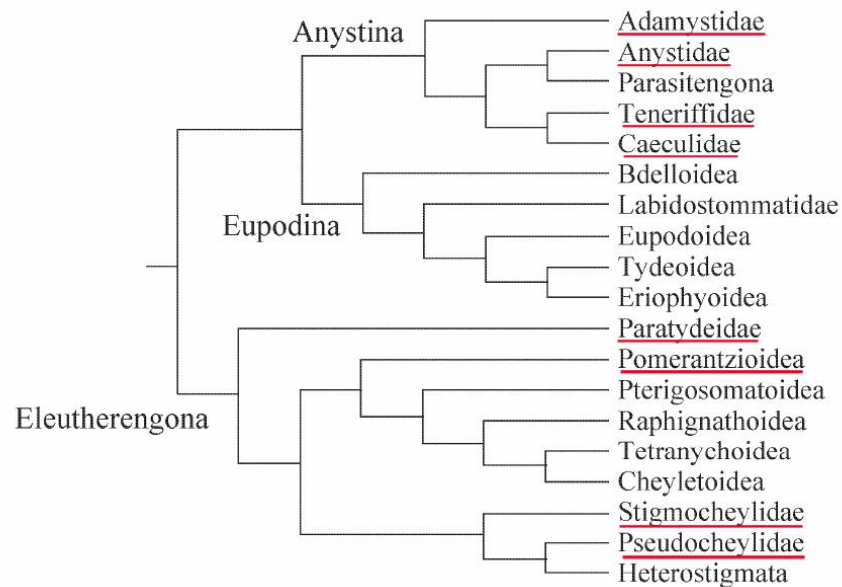 Adamystidae
Anystina
Anystidae
Parasitengona
Teneriffidae
Caeculidae
Bdelloidea
Labidostommatidae
Eupodina
Eupodoidea
Tydeoidea
Eriophyoidea
Paratydeidae
Pomerantzioidea
Pterigosomatoidea
Eleutherengona
Raphignathoidea
Tetranychoidea
Cheyletoidea
Stigmocheylidae
Pseudocheylidae
Heterostigmata